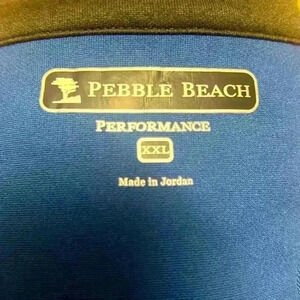 PEBBLE BEACH
PERFORMANCE
XXL
Made in Jordan